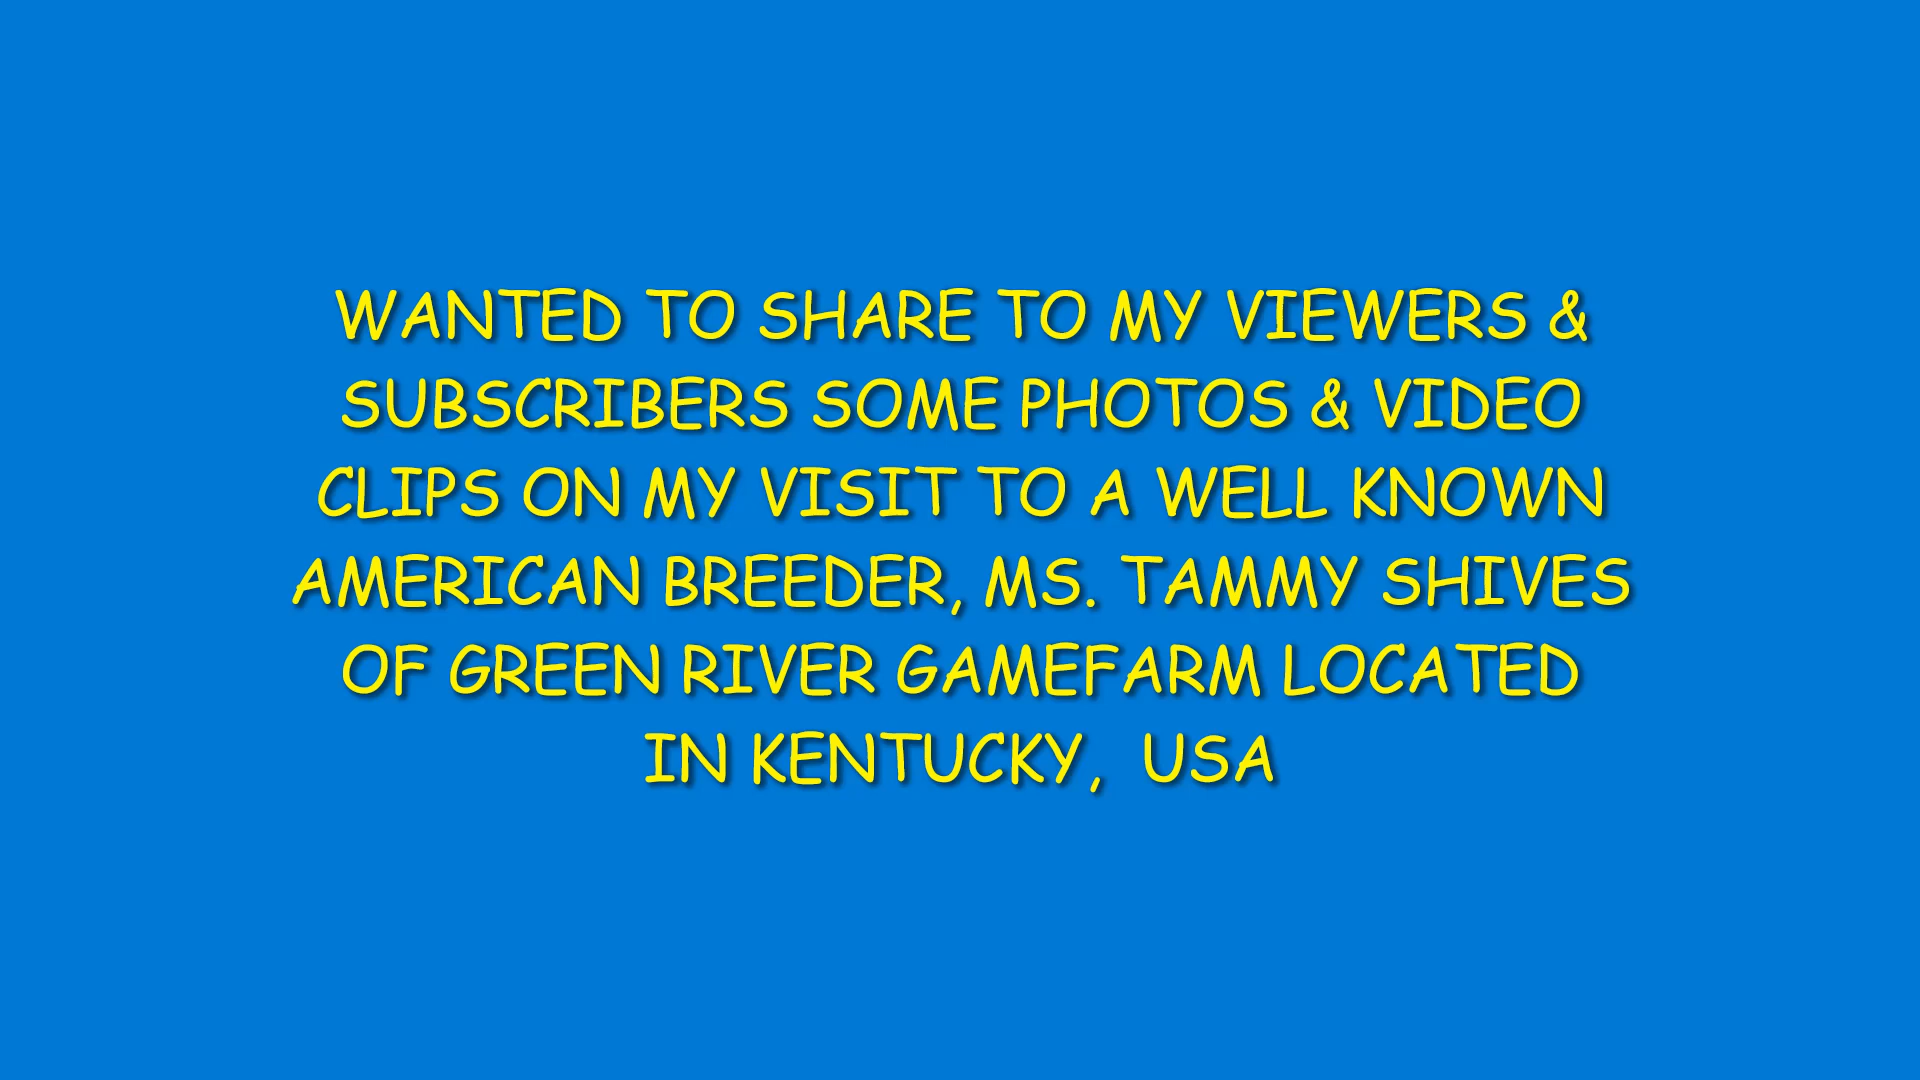 WANTED TO SHARE TO MY VIEWERS &
SUBSCRIBERS SOME PHOTOS & VIDEO
CLIPS ON MY VISIT TO A WELL KNOWN
AMERICAN BREEDER, MS. TAMMY SHIVES
OF GREEN RIVER GAMEFARM LOCATED
IN KENTUCKY,  USA